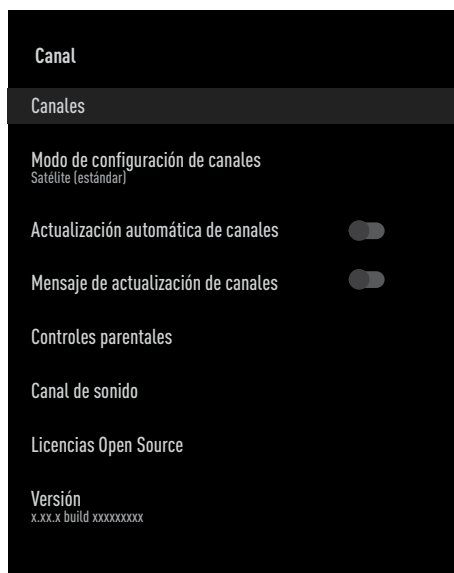 Canal
Canales
Modo de configuración de canales
Satélite (estándar)
Actualización automática de canales
Mensaje de actualización de canales
Controles parentales
Canal de sonido
Licencias Open Source
Versión
x.xx.x build xxxxxxxxx